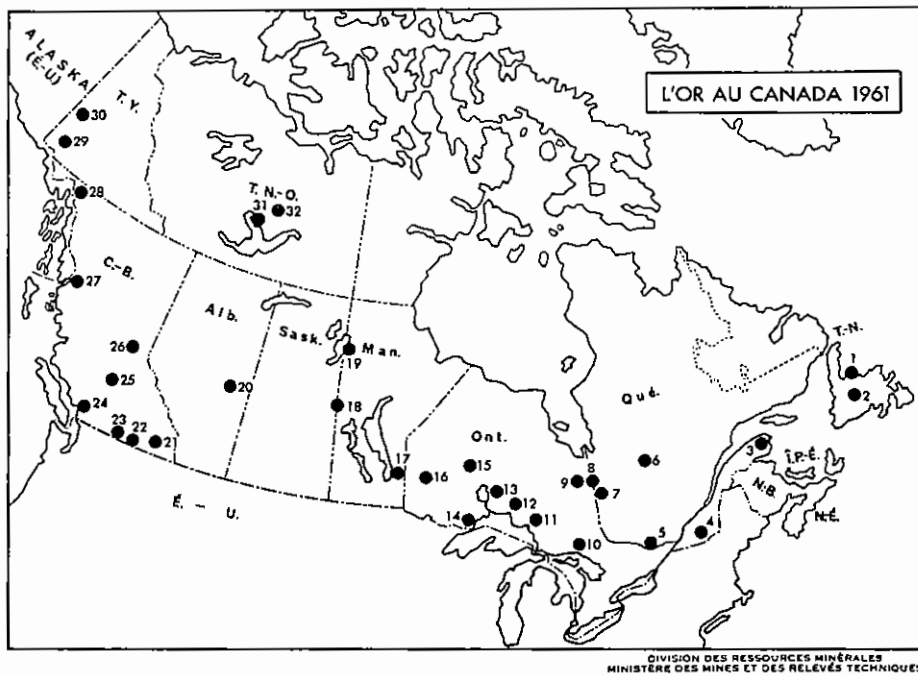 L'OR AU CANADA 1961
ALASKA
(É.-U)
T. Y.
30
29
28
T. N.-O.
31
32
C.-B.
27
Alb.
Sask.
Man.
19
T.-N.
1
2
26
25
20
24
23
22
2
18
Qué.
Ont.
17
16
15
13
12
14
11
9
8
7
6
10
5
4
3
Î.P.-É.
N.-B.
N.-É.
É. - U.
DIVISION DES RESSOURCES MINÉRALES
MINISTÈRE DES MINES ET DES RELEVÉS TECHNIQUES